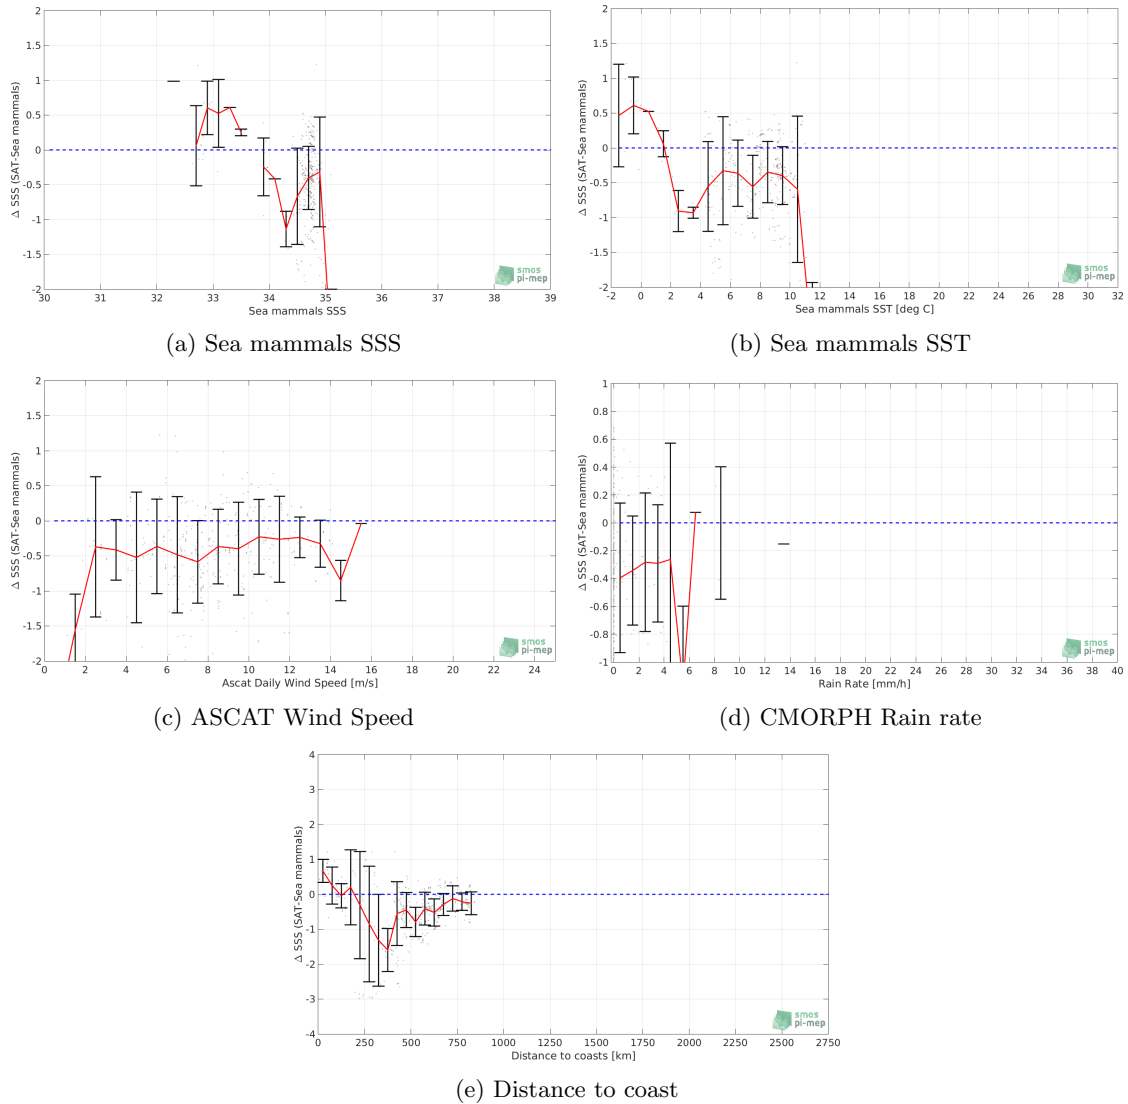 2
1.5
1
0.5
0
-0.5
-1
-1.5
-2
Δ SSS (SAT-Sea mammals)
30 31 32 33 34 35 36 37 38 39
Sea mammals SSS
smos
pi-mep
(a) Sea mammals SSS
2
1.5
1
0.5
0
-0.5
-1
-1.5
-2
Δ SSS (SAT-Sea mammals)
-2 0 2 4 6 8 10 12 14 16 18 20 22 24 26 28 30 32
Sea mammals SST [deg C]
smos
pi-mep
(b) Sea mammals SST
2
1.5
1
0.5
0
-0.5
-1
-1.5
-2
Δ SSS (SAT-Sea mammals)
0 2 4 6 8 10 12 14 16 18 20 22 24
Ascat Daily Wind Speed [m/s]
smos
pi-mep
(c) ASCAT Wind Speed
1
0.8
0.6
0.4
0.2
0
-0.2
-0.4
-0.6
-0.8
-1
Δ SSS (SAT-Sea mammals)
0 2 4 6 8 10 12 14 16 18 20 22 24 26 28 30 32 34 36 38 40
Rain Rate [mm/h]
smos
pi-mep
(d) CMORPH Rain rate
4
3
2
1
0
-1
-2
-3
-4
Δ SSS (SAT-Sea mammals)
0 250 500 750 1000 1250 1500 1750 2000 2250 2500 2750
Distance to coasts [km]
smos
pi-mep
(e) Distance to coast